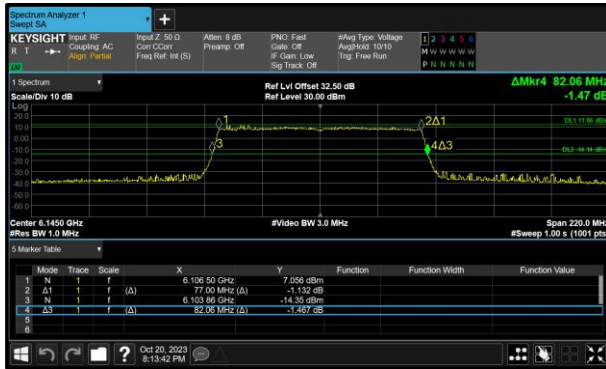 Spectrum Analyzer 1
Swept SA
+
KEYSIGHT Input: RF Input Z: 50 Ω Atten: 8 dB PNO: Fast #Avg Type: Voltage 1 2 3 4 5 6
R T Coupling: AC Corr CCorr Preamp: Off Gate: Off Avg|Hold: 10/10 M W W W W W
Align: Partial Freq Ref: Int (S) IF Gain: Low Trig: Free Run P N N N N N
Sig Track: Off
1 Spectrum Ref Lvl Offset 32.50 dB ΔMkr4 82.06 MHz
Scale/Div 10 dB Ref Level 30.00 dBm -1.47 dB
Log
20.0
10.0 1 2Δ1 DL1 11.86 dBm
0.00
-10.0 3 4Δ3 DL2 -14.14 dBm
-20.0
-30.0
-40.0
-50.0
-60.0
Center 6.1450 GHz #Video BW 3.0 MHz Span 220.0 MHz
#Res BW 1.0 MHz #Sweep 1.00 s (1001 pts)
5 Marker Table
Mode Trace Scale X Y Function Function Width Function Value
1 N 1 f 6.106 50 GHz 7.056 dBm
2 Δ1 1 f (Δ) 77.00 MHz (Δ) -1.132 dB
3 N 1 f 6.103 86 GHz -14.35 dBm
4 Δ3 1 f (Δ) 82.06 MHz (Δ) -1.467 dB
5
6
? Oct 20, 2023
8:13:42 PM